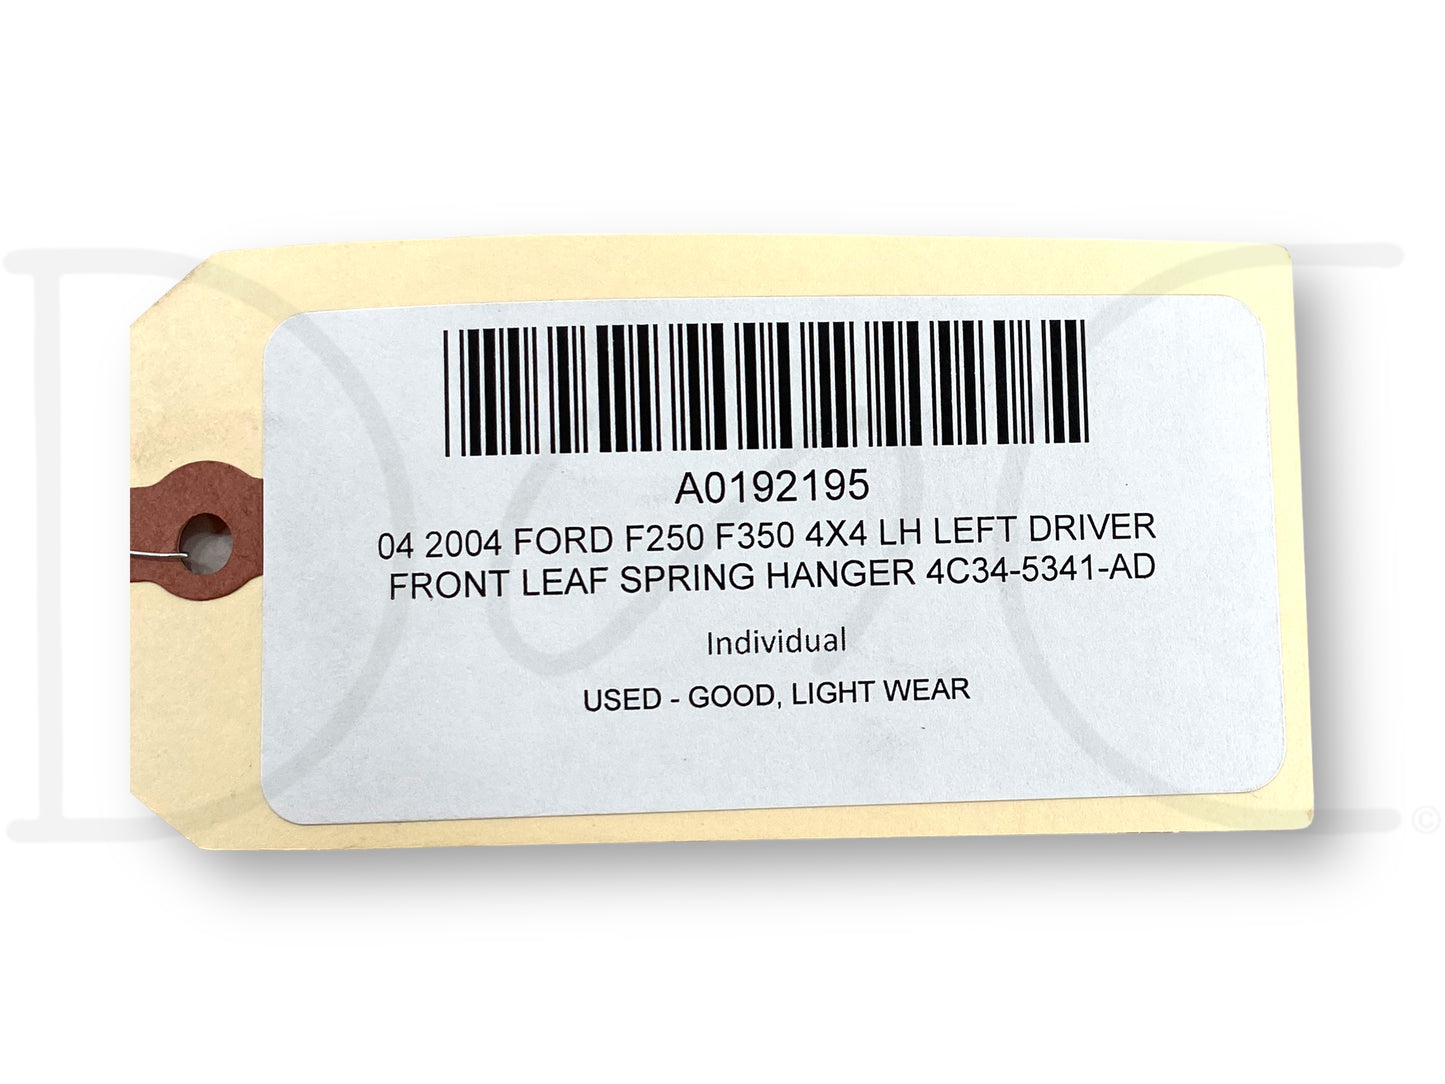 A0192195
04 2004 FORD F250 F350 4X4 LH LEFT DRIVER
FRONT LEAF SPRING HANGER 4C34-5341-AD
Individual
USED - GOOD, LIGHT WEAR
©